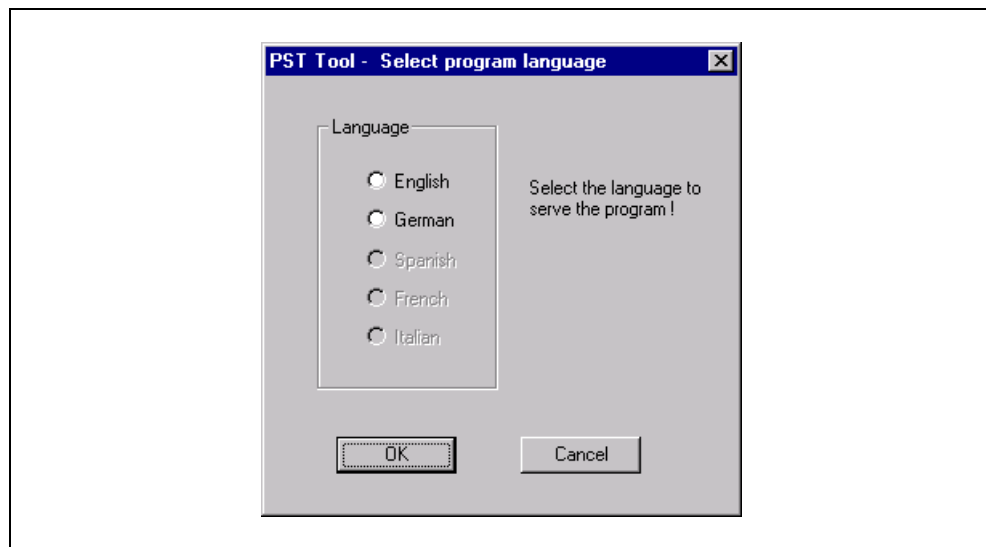 PST Tool - Select program language
Language
English
German
Spanish
French
Italian
Select the language to
serve the program !
OK
Cancel